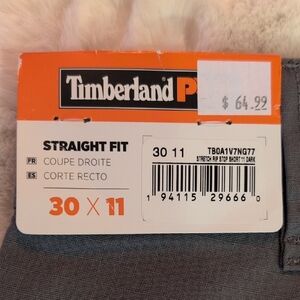 Timberland P
$ 64.99
STRAIGHT FIT
FR COUPE DROITE
ES CORTE RECTO
30 X 11
30 11
TB0A1V7NG77
STRETCH RIP STOP SHORT 11 DARK
1 94115 29666 0